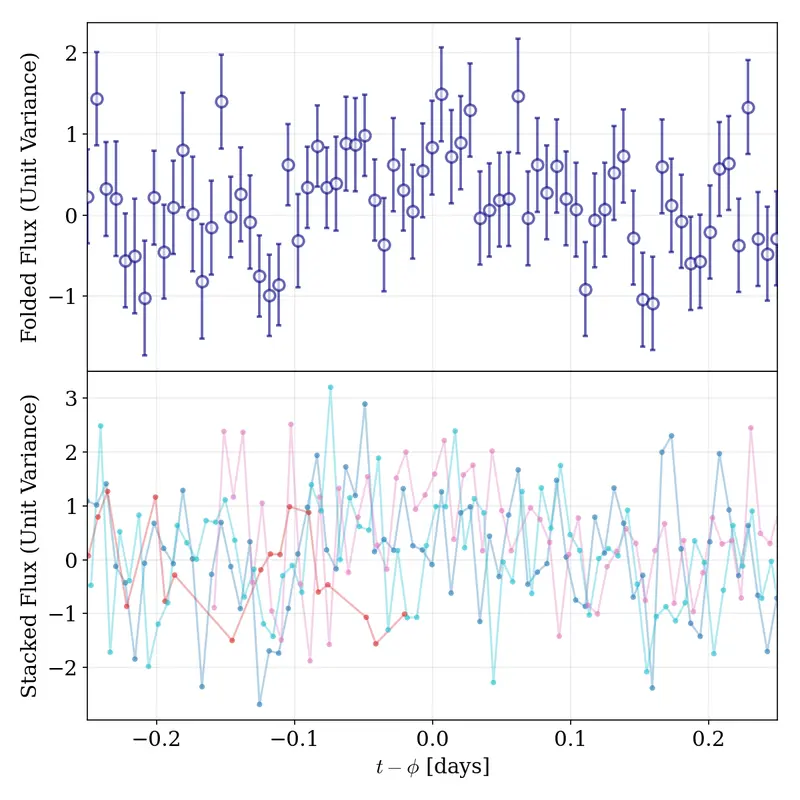 Folded Flux (Unit Variance)
2
1
0
−1
Stacked Flux (Unit Variance)
3
2
1
0
−1
−2
−0.2 −0.1 0.0 0.1 0.2
t − ϕ [days]